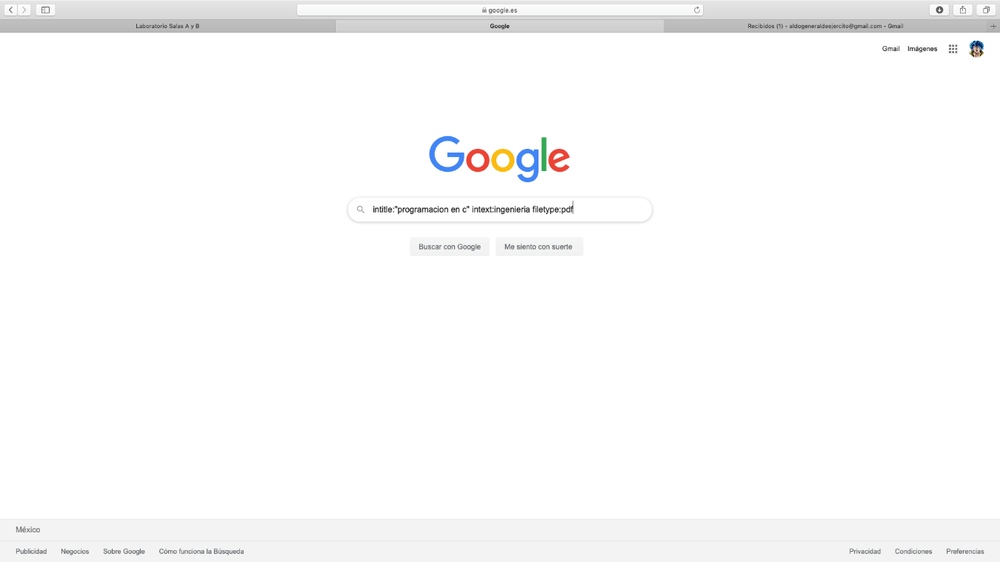 google.es
Laboratorio Salas A y B
Google
Recibidos (1) - aldogeneraldeejercito@gmail.com - Gmail
Gmail Imágenes
Google
intitle:"programacion en c" intext:ingenieria filetype:pdf
Buscar con Google Me siento con suerte
México
Publicidad Negocios Sobre Google Cómo funciona la Búsqueda Privacidad Condiciones Preferencias